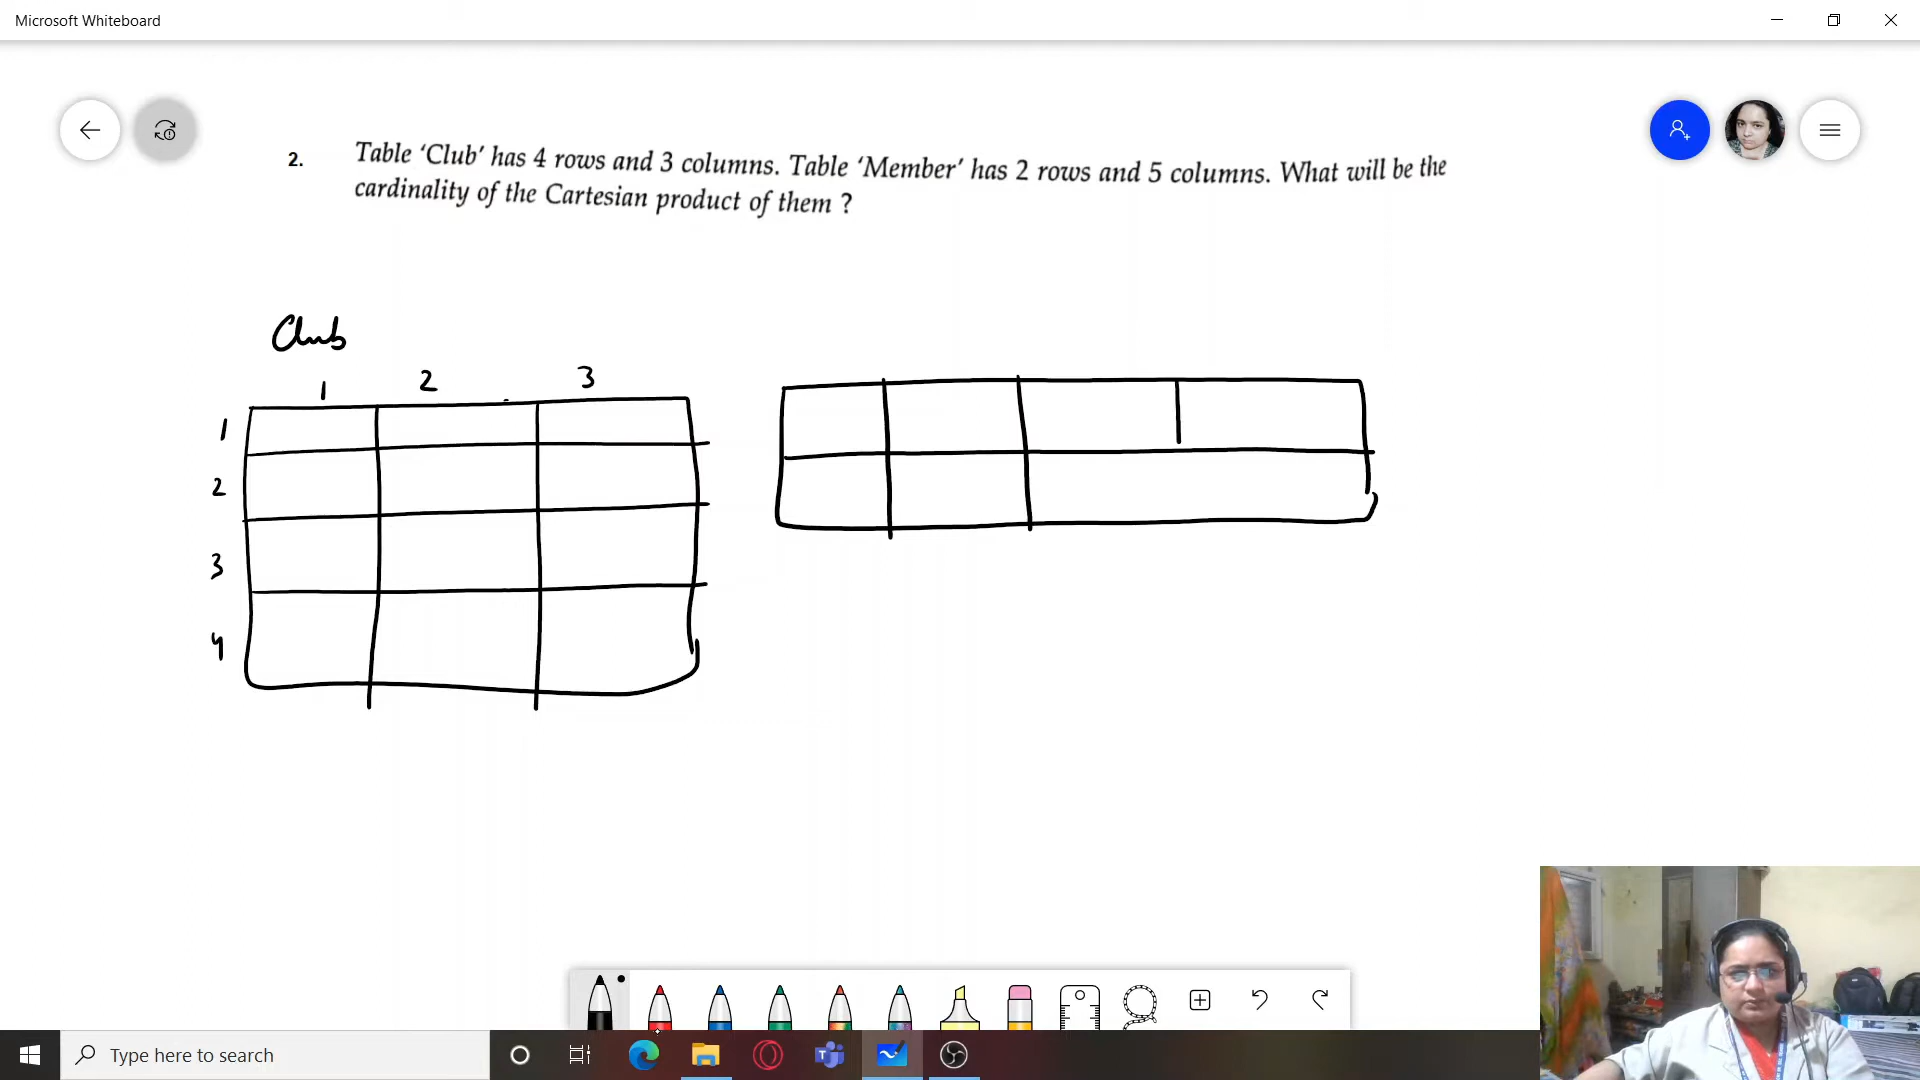 Microsoft Whiteboard
2. Table ‘Club’ has 4 rows and 3 columns. Table ‘Member’ has 2 rows and 5 columns. What will be the
cardinality of the Cartesian product of them ?
Club
1 2 3
1
2
3
4
Type here to search